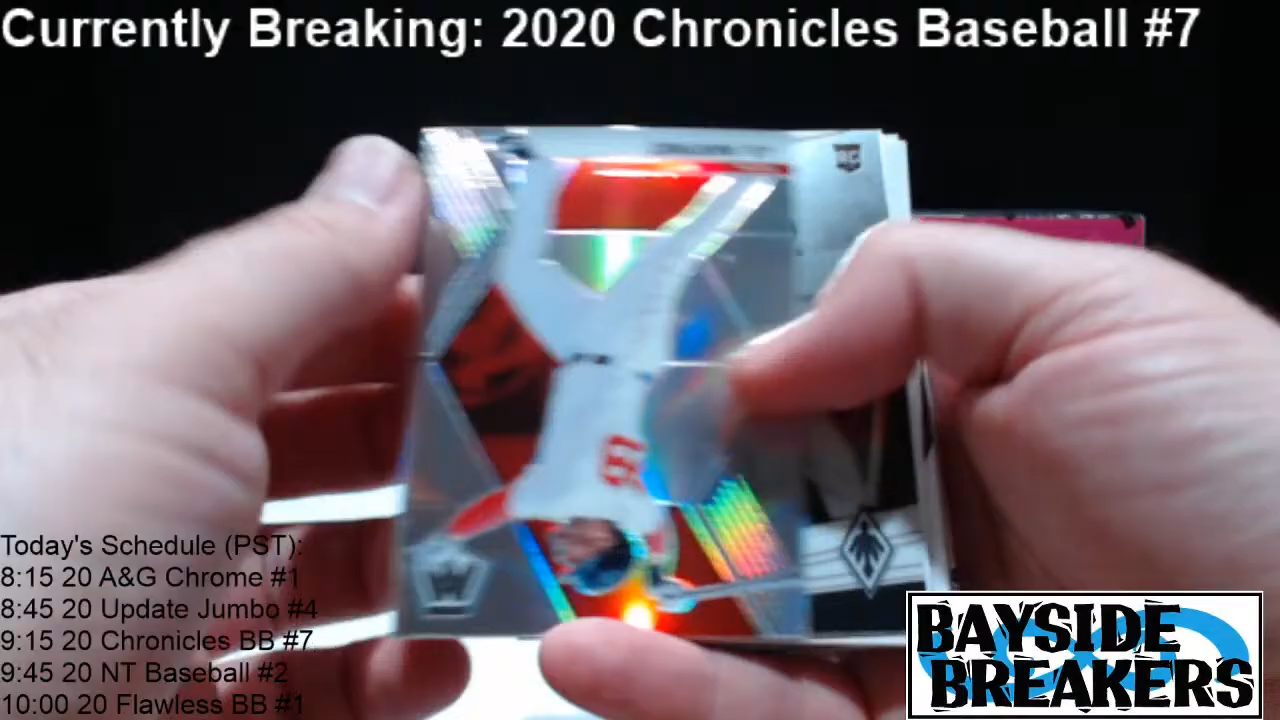 Currently Breaking: 2020 Chronicles Baseball #7
RC
Today's Schedule (PST):
8:15 20 A&G Chrome #1
8:45 20 Update Jumbo #4
9:15 20 Chronicles BB #7
9:45 20 NT Baseball #2
10:00 20 Flawless BB #1
BAYSIDE
BREAKERS